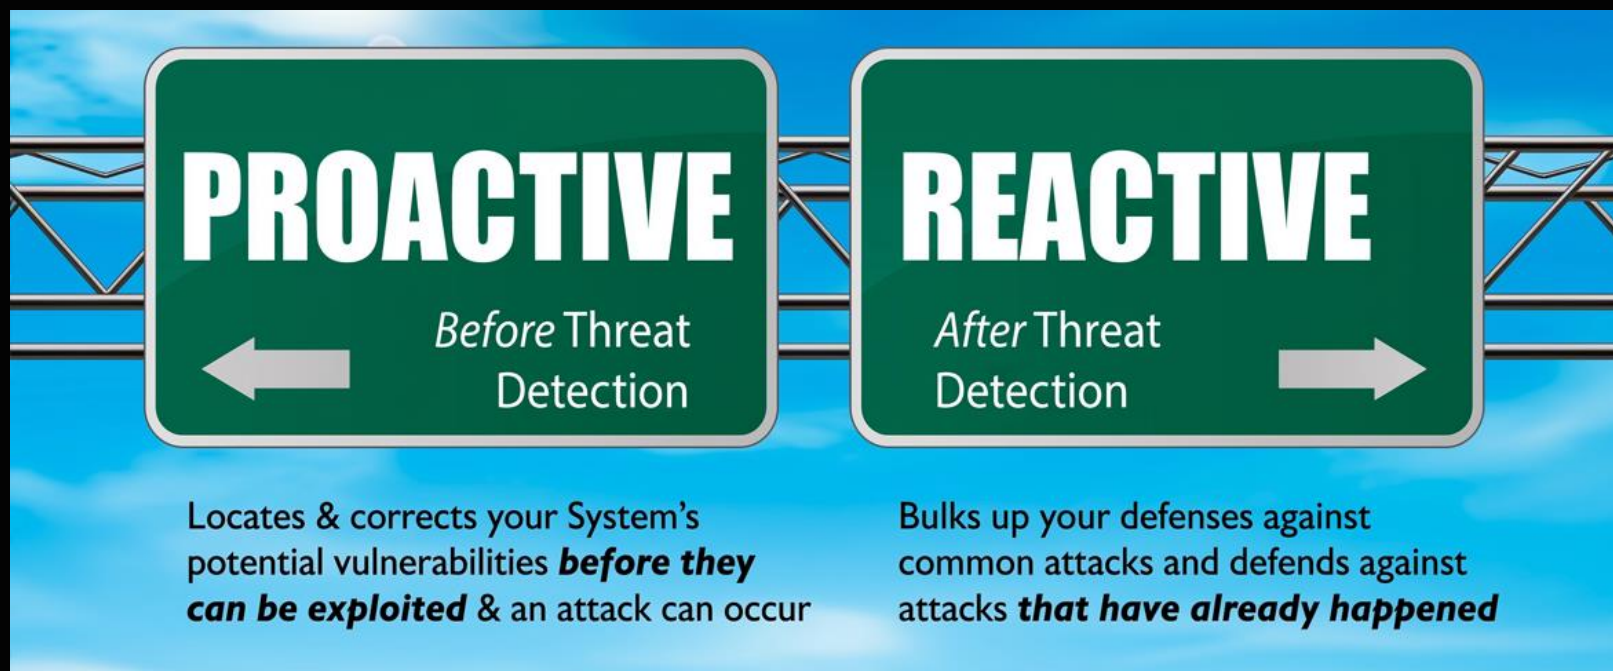 PROACTIVE
Before Threat
Detection
Locates & corrects your System's
potential vulnerabilities before they
can be exploited & an attack can occur
REACTIVE
After Threat
Detection
Bulks up your defenses against
common attacks and defends against
attacks that have already happened